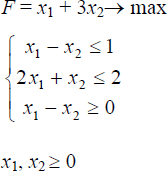 F = x₁ + 3x₂→ max
x₁ − x₂ ≤ 1
2x₁ + x₂ ≤ 2
x₁ − x₂ ≥ 0
x₁, x₂ ≥ 0